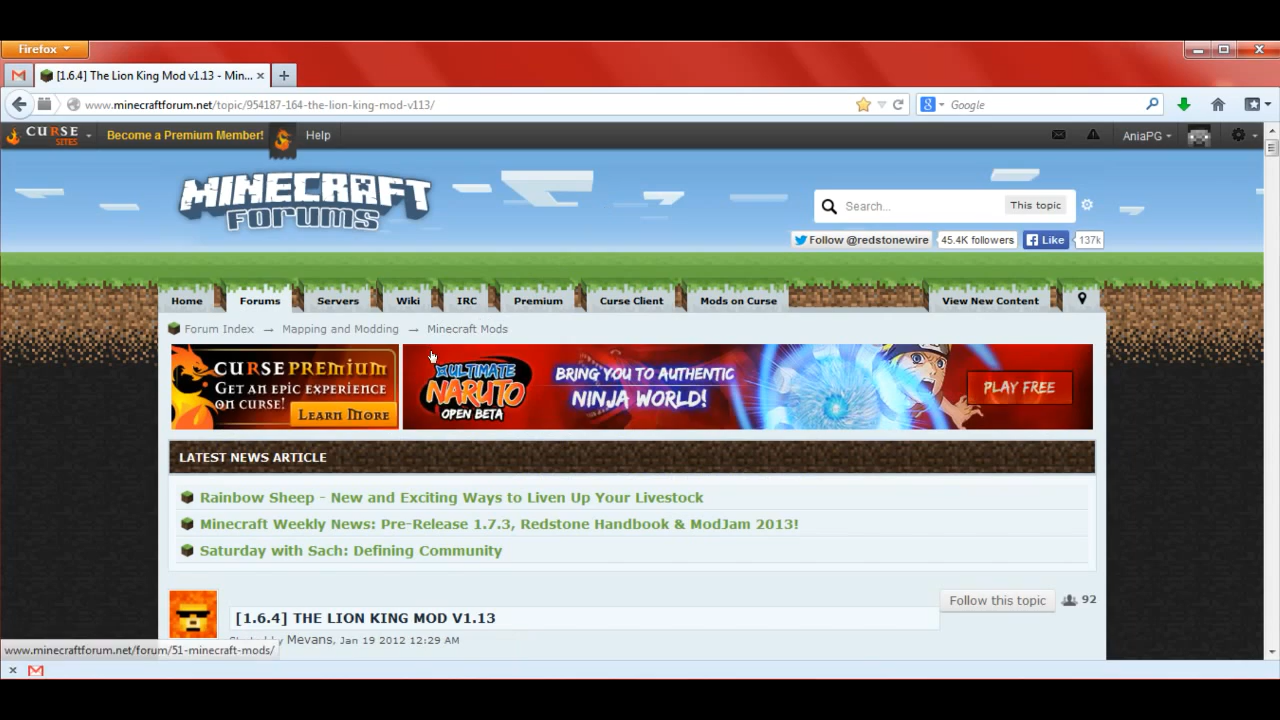 Firefox
[1.6.4] The Lion King Mod v1.13 - Min...
www.minecraftforum.net/topic/954187-164-the-lion-king-mod-v113/
Google
CURSE SITES Become a Premium Member! Help AniaPG
MINECRAFT
FORUMS
Search... This topic
Follow @redstonewire 45.4K followers Like 137k
Home Forums Servers Wiki IRC Premium Curse Client Mods on Curse View New Content
Forum Index → Mapping and Modding → Minecraft Mods
CURSE PREMIUM
GET AN EPIC EXPERIENCE
ON CURSE! LEARN MORE
ULTIMATE
NARUTO
OPEN BETA
BRING YOU TO AUTHENTIC
NINJA WORLD!
PLAY FREE
LATEST NEWS ARTICLE
Rainbow Sheep - New and Exciting Ways to Liven Up Your Livestock
Minecraft Weekly News: Pre-Release 1.7.3, Redstone Handbook & ModJam 2013!
Saturday with Sach: Defining Community
Follow this topic 92
[1.6.4] THE LION KING MOD V1.13
Started by Mevans, Jan 19 2012 12:29 AM
www.minecraftforum.net/forum/51-minecraft-mods/